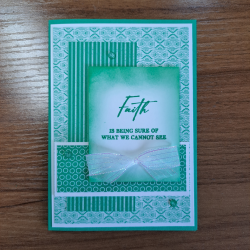 Faith
IS BEING SURE OF
WHAT WE CANNOT SEE